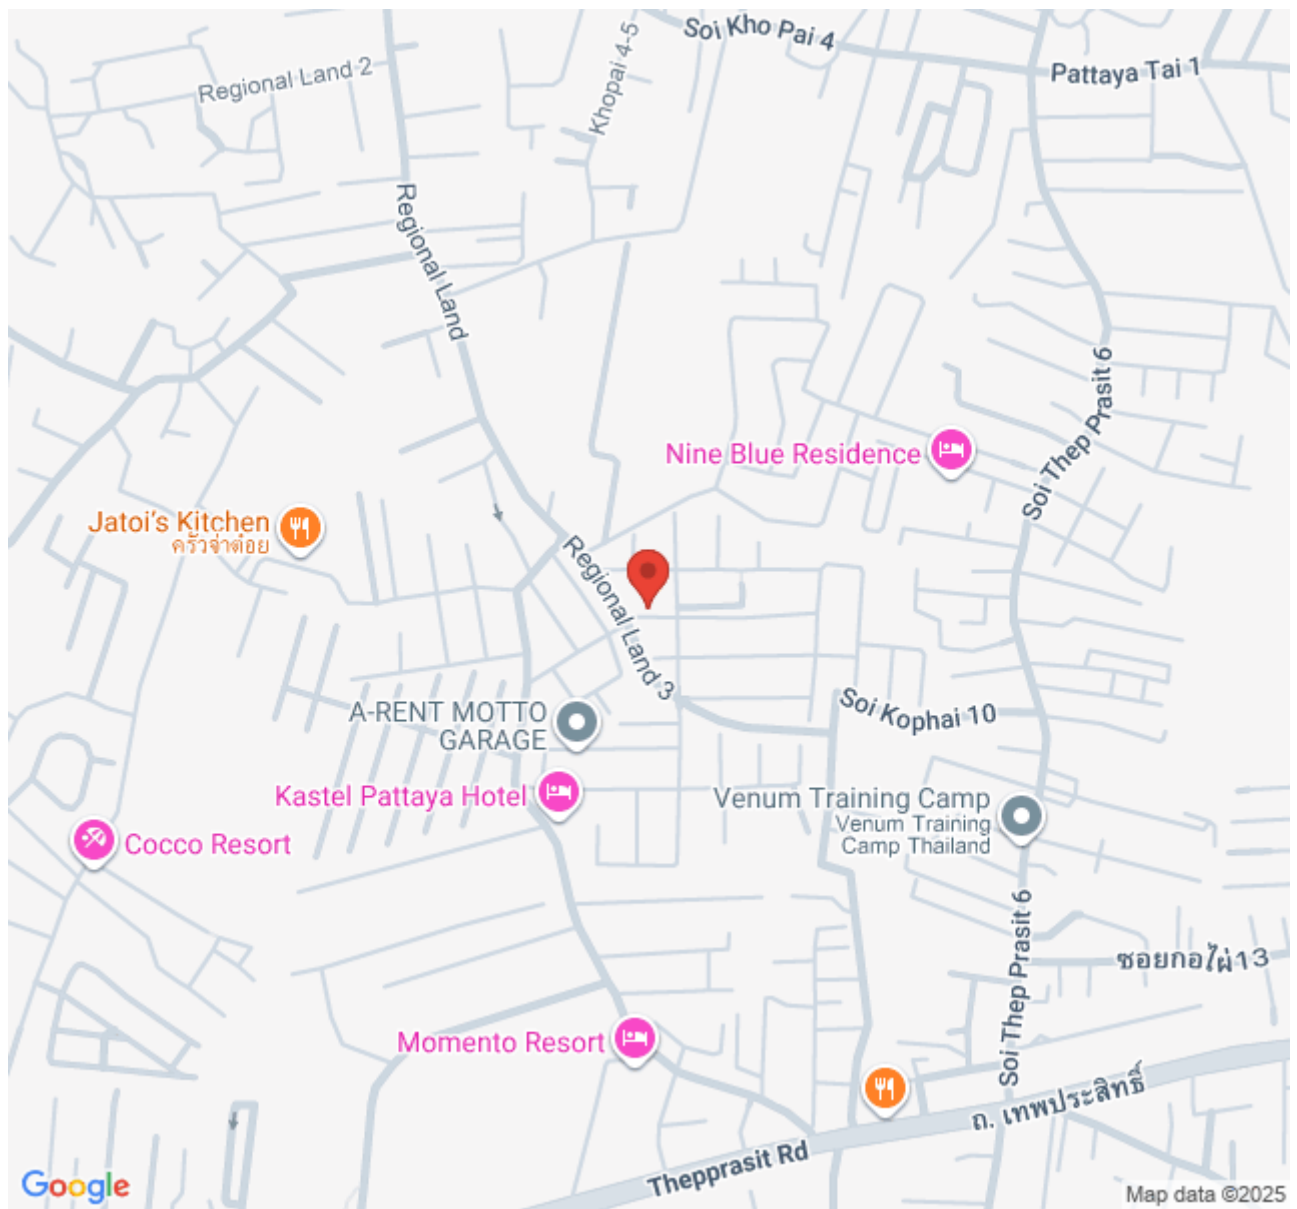 Soi Kho Pai 4
Pattaya Tai 1
Regional Land 2
Khopai 4-5
Regional Land
Soi Thep Prasit 6
Nine Blue Residence
Jatoi's Kitchen
ครัวจ่าต๋อย
Regional Land 3
Soi Kophai 10
A-RENT MOTTO
GARAGE
Kastel Pattaya Hotel
Venum Training Camp
Venum Training
Camp Thailand
Cocco Resort
Soi Thep Prasit 6
ซอยกอไผ่13
Momento Resort
Soi Thep Prasit 6
ถ. เทพประสิทธิ์
Thepprasit Rd
Google
Map data ©2025